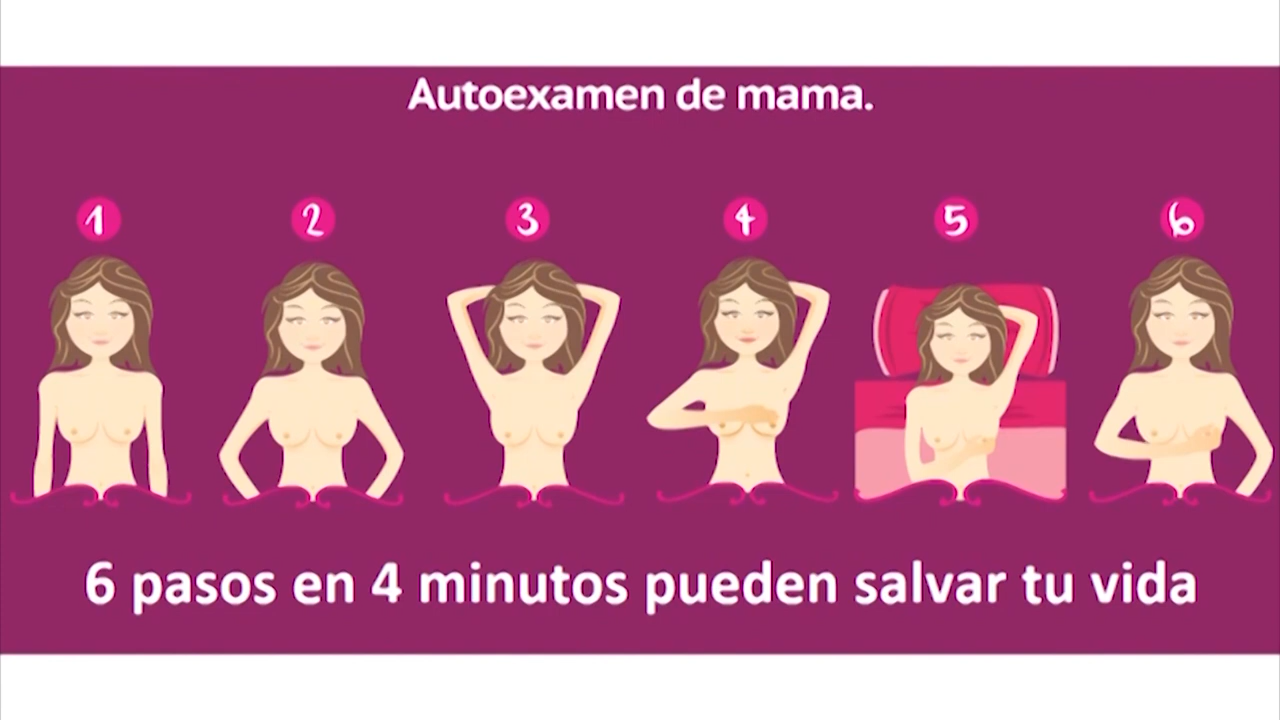 Autoexamen de mama.
1 2 3 4 5 6
6 pasos en 4 minutos pueden salvar tu vida